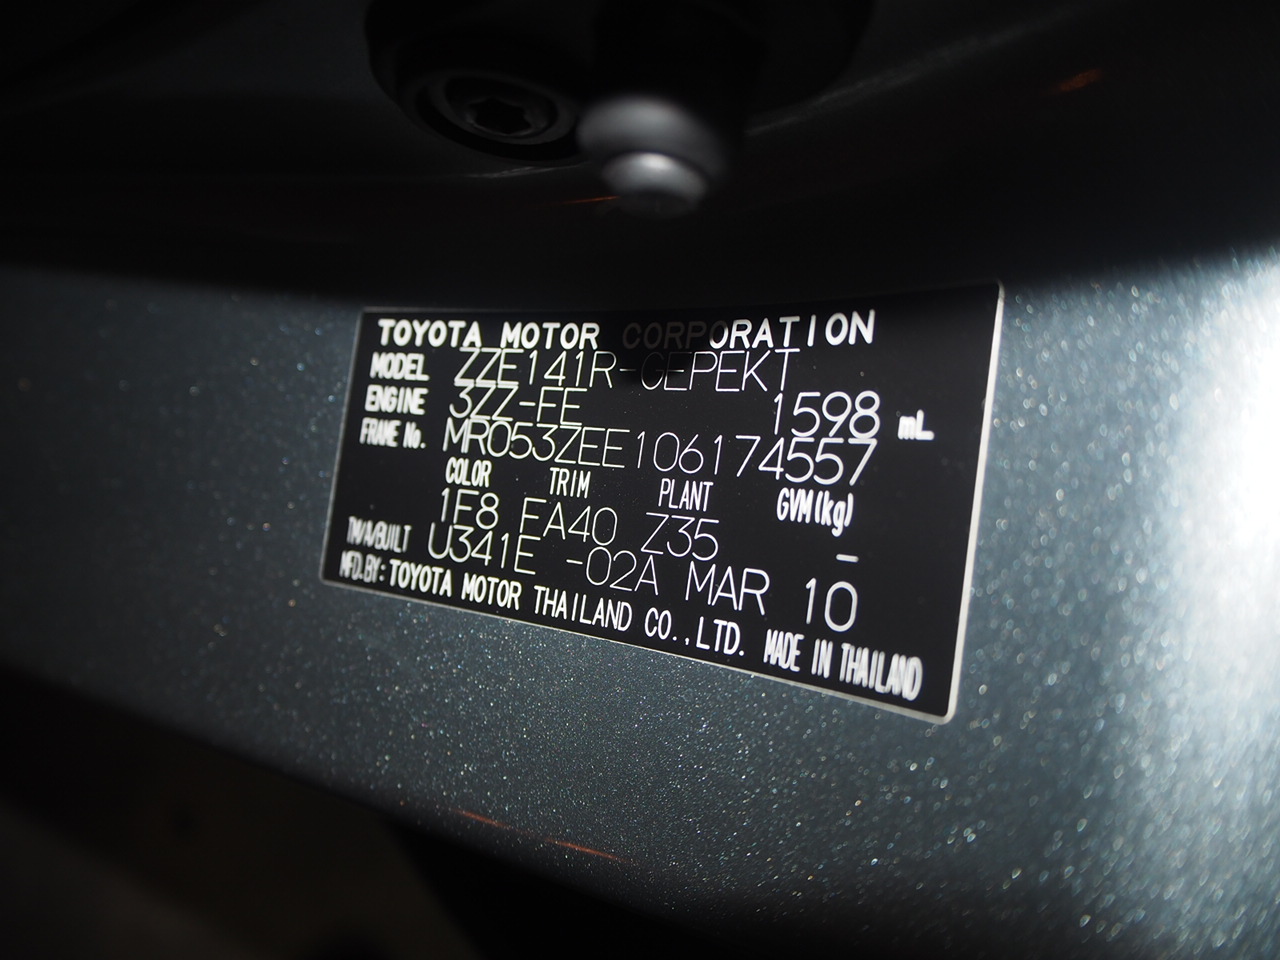 TOYOTA MOTOR CORPORATION
MODEL ZZE141R-GEPEKT
ENGINE 3ZZ-FE 1598 mL
FRAME No. MR053ZEE106174557
COLOR TRIM PLANT GVM(kg)
1F8 FA40 Z35 -
TM/A/BUILT U341E -02A MAR 10
MFD.BY: TOYOTA MOTOR THAILAND CO.,LTD. MADE IN THAILAND